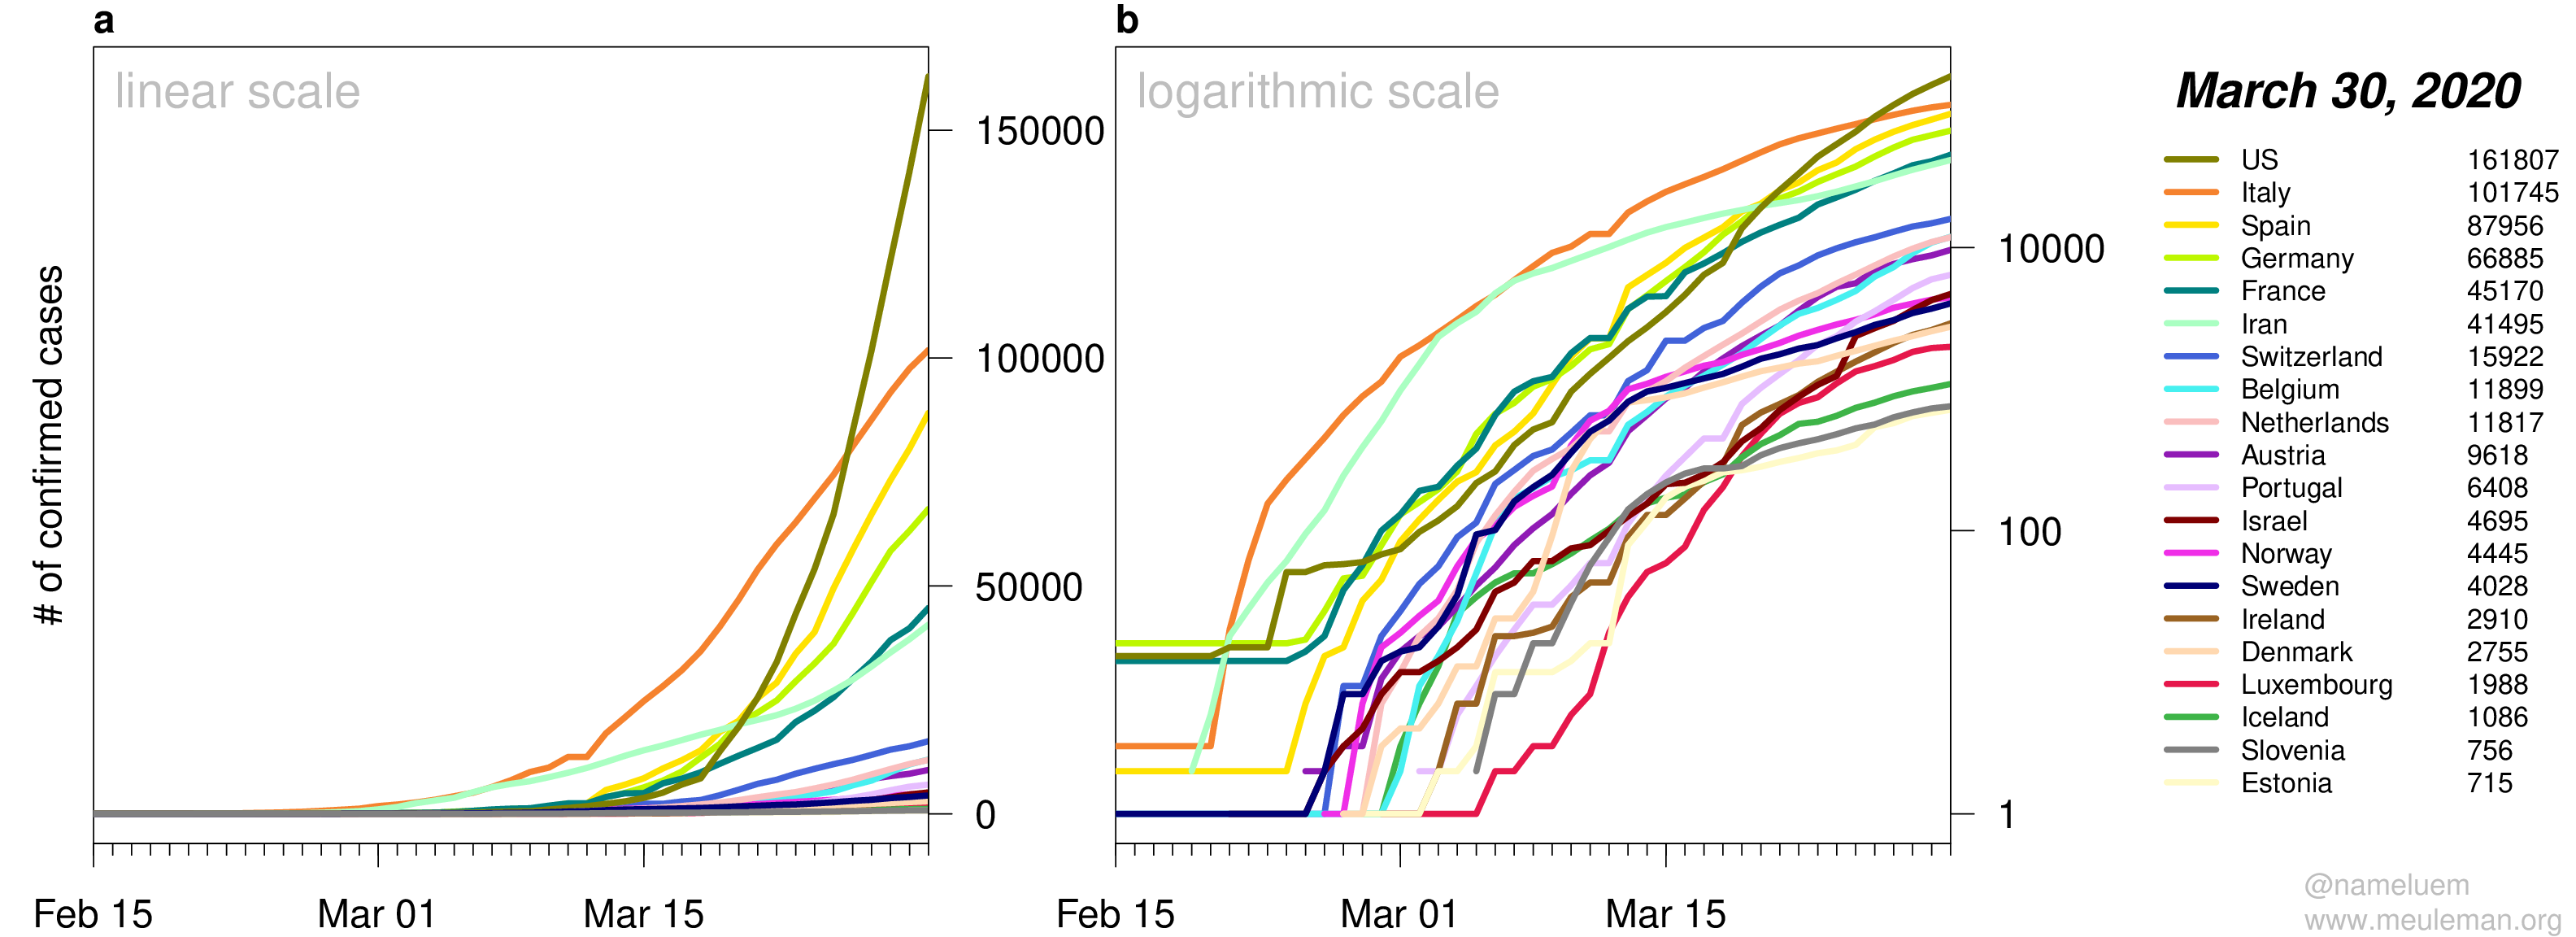 a
linear scale
# of confirmed cases
150000
100000
50000
0
Feb 15 Mar 01 Mar 15
b
logarithmic scale
10000
100
1
Feb 15 Mar 01 Mar 15
March 30, 2020
US 161807
Italy 101745
Spain 87956
Germany 66885
France 45170
Iran 41495
Switzerland 15922
Belgium 11899
Netherlands 11817
Austria 9618
Portugal 6408
Israel 4695
Norway 4445
Sweden 4028
Ireland 2910
Denmark 2755
Luxembourg 1988
Iceland 1086
Slovenia 756
Estonia 715
@nameluem
www.meuleman.org